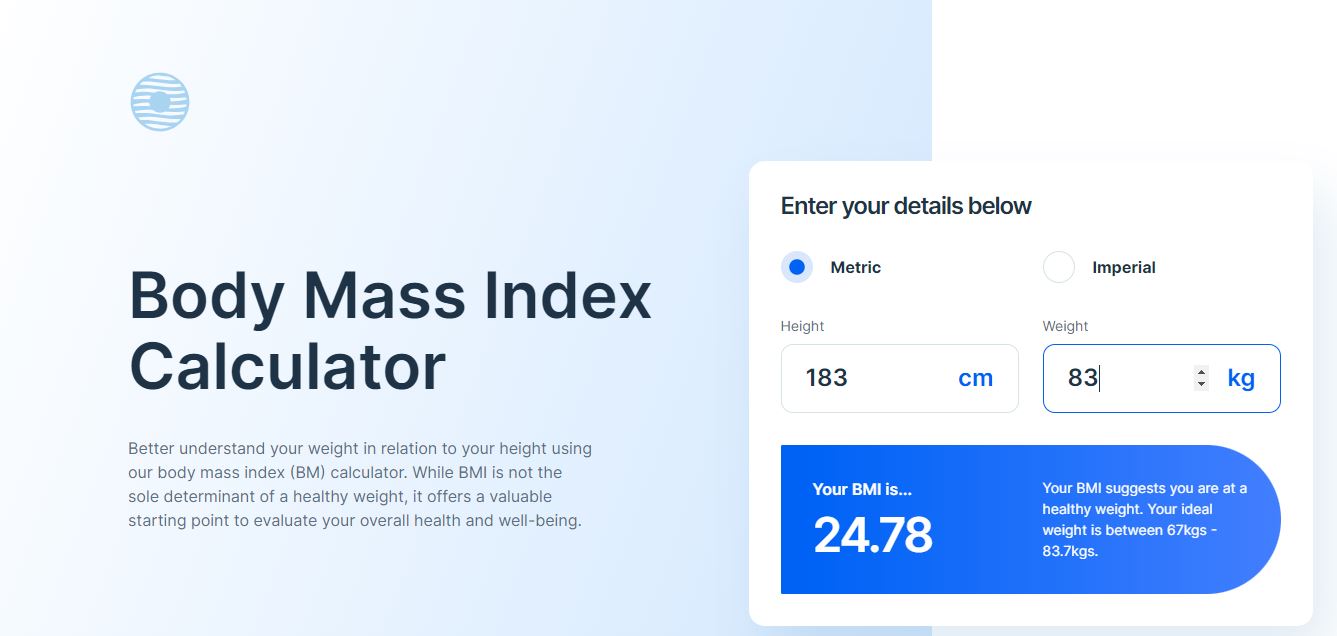 Body Mass Index
Calculator
Better understand your weight in relation to your height using
our body mass index (BM) calculator. While BMI is not the
sole determinant of a healthy weight, it offers a valuable
starting point to evaluate your overall health and well-being.
Enter your details below
Metric
Imperial
Height
183 cm
Weight
83 kg
Your BMI is...
24.78
Your BMI suggests you are at a
healthy weight. Your ideal
weight is between 67kgs -
83.7kgs.